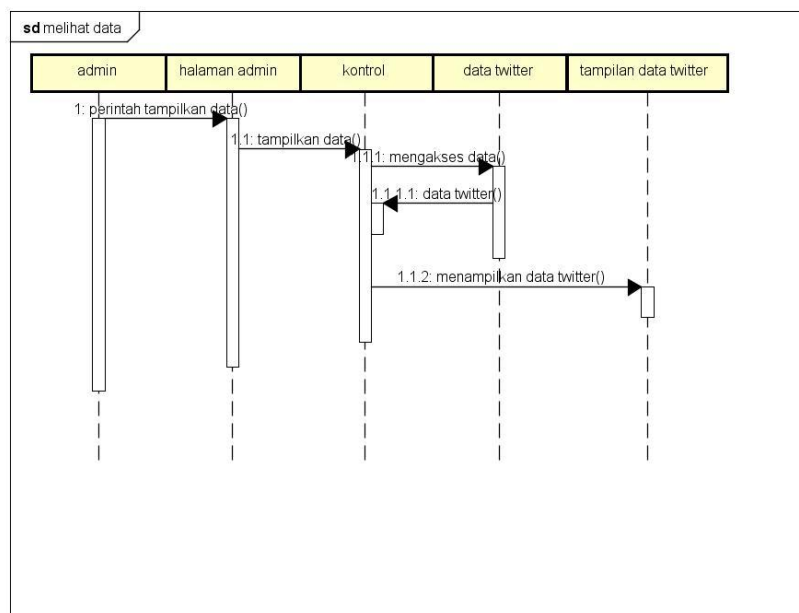 sd melihat data
admin
halaman admin
kontrol
data twitter
tampilan data twitter
1: perintah tampilkan data()
1.1: tampilkan data()
1.1.1: mengakses data()
1.1.1.1: data twitter()
1.1.2: menampilkan data twitter()